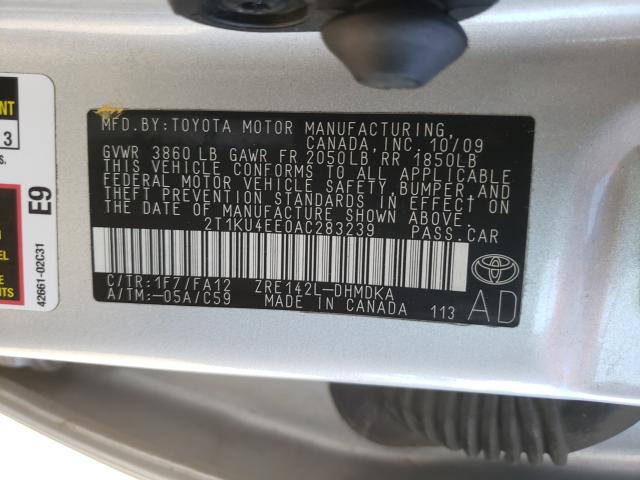 MFD.BY:TOYOTA MOTOR MANUFACTURING,
CANADA, INC. 10/09
GVWR 3860LB GAWR FR 2050LB RR 1850LB
THIS VEHICLE CONFORMS TO ALL APPLICABLE
FEDERAL MOTOR VEHICLE SAFETY, BUMPER, AND
THEFT PREVENTION STANDARDS IN EFFECT ON
THE DATE OF MANUFACTURE SHOWN ABOVE.
2T1KU4EE0AC283239 PASS.CAR
C/TR:1F7/FA12 ZRE142L-DHMDKA
A/TM:-05A/C59 MADE IN CANADA 113
TOYOTA
AD
E9
42661-02C31
3